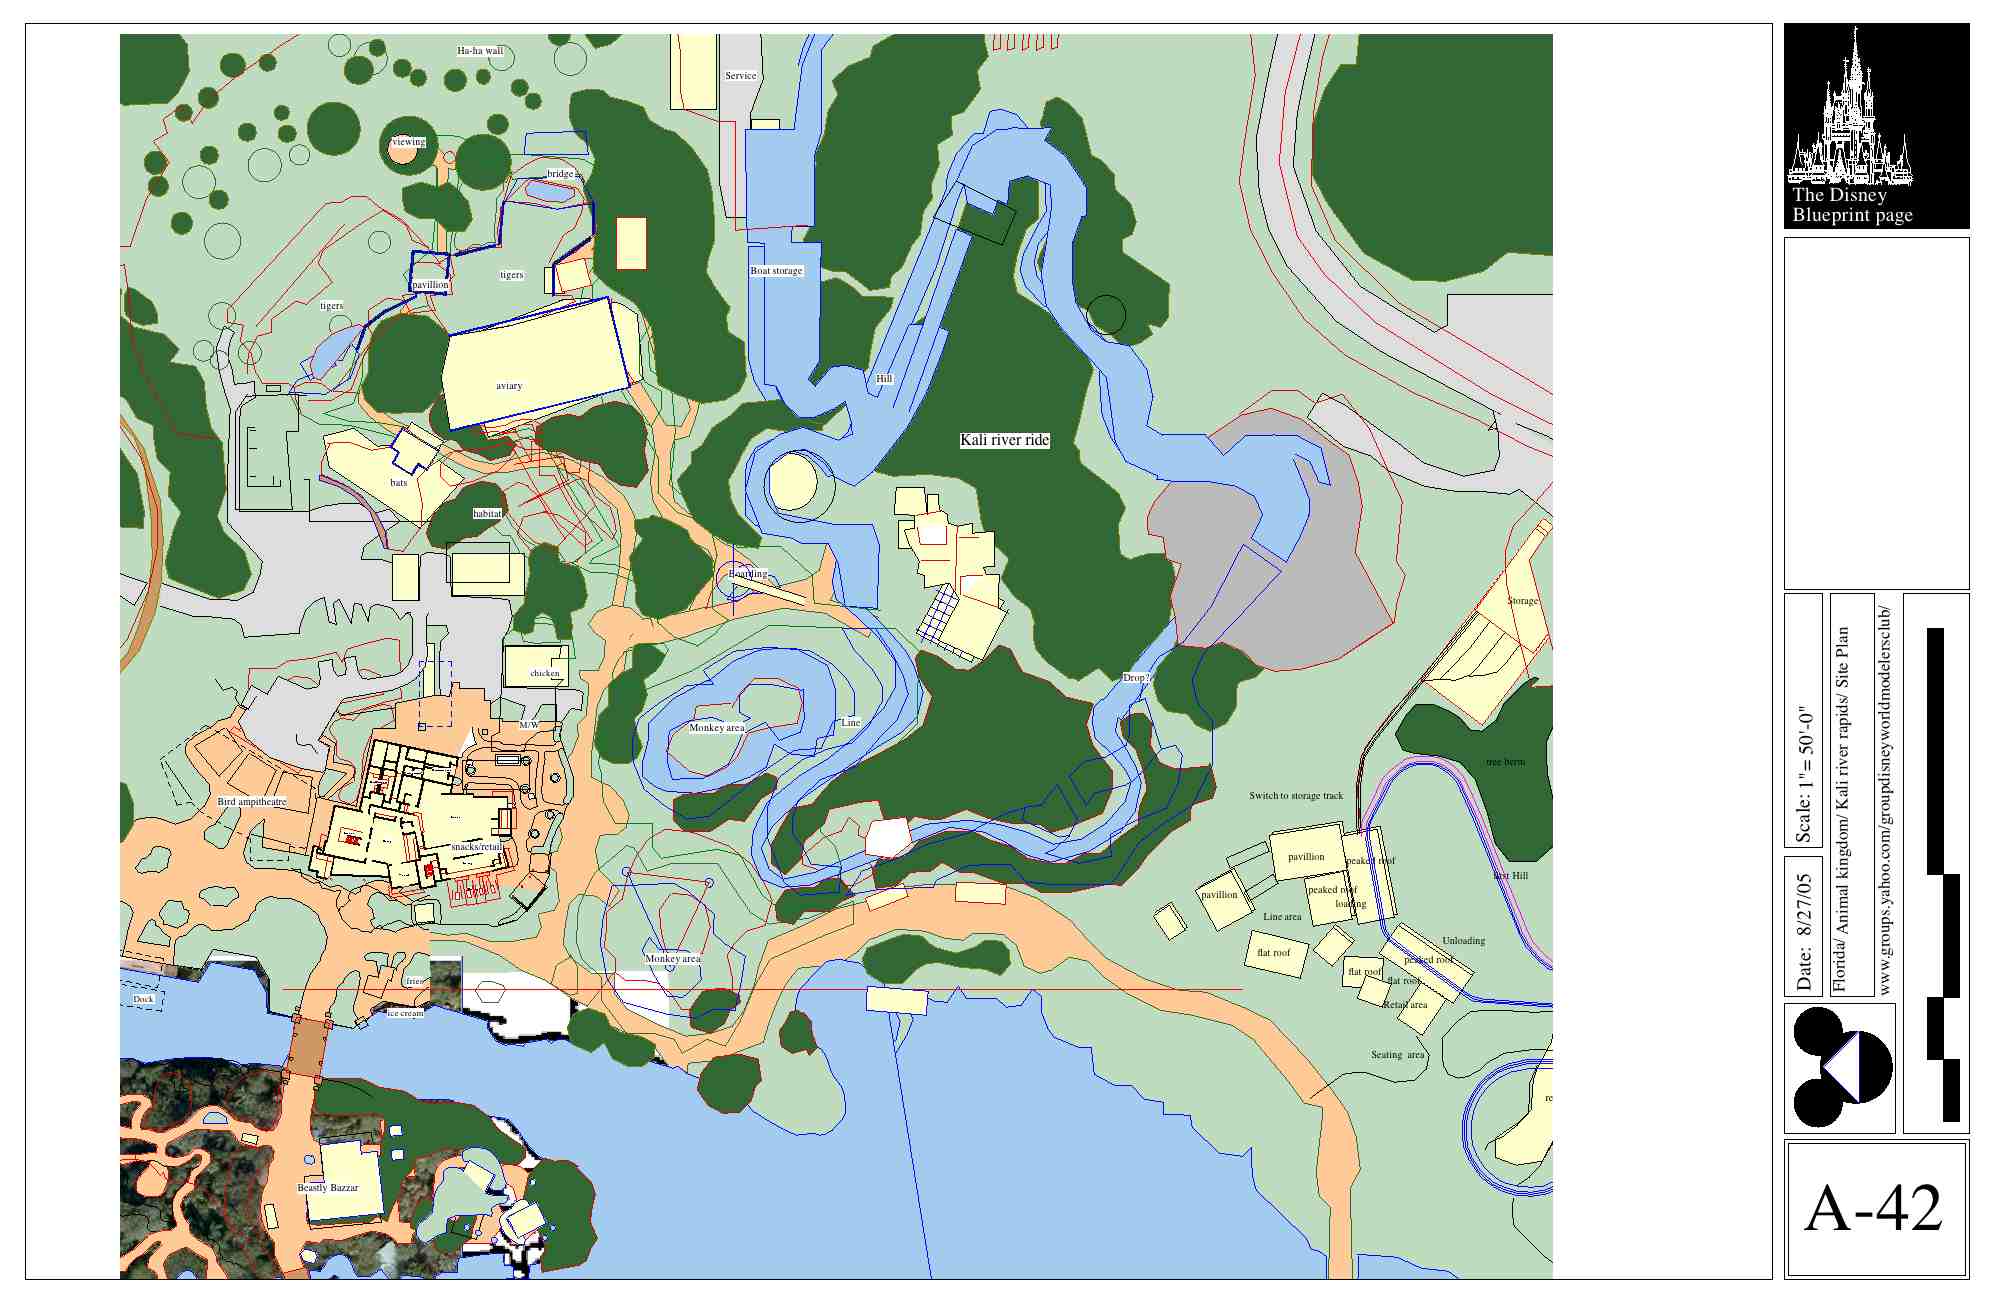 Ha-ha wall
Service
viewing
bridge
Boat storage
tigers
pavillion
tigers
Hill
aviary
Kali river ride
bats
habitat
Boarding
Storage
chicken
Drop?
M/W
Monkey area
Line
tree berm
Switch to storage track
Bird ampitheatre
snacks/retail
pavillion
peaked roof
first Hill
pavillion
peaked roof
loading
Line area
Unloading
flat roof
peaked roof
Monkey area
flat roof
flat roof
fries
Dock
ice cream
Retail area
Seating area
re
Beastly Bazzar
The Disney
Blueprint page
Scale: 1"= 50'-0"
Date: 8/27/05
Florida/ Animal kingdom/ Kali river rapids/ Site Plan
www.groups.yahoo.com/groupdisneyworldmodelersclub/
A-42